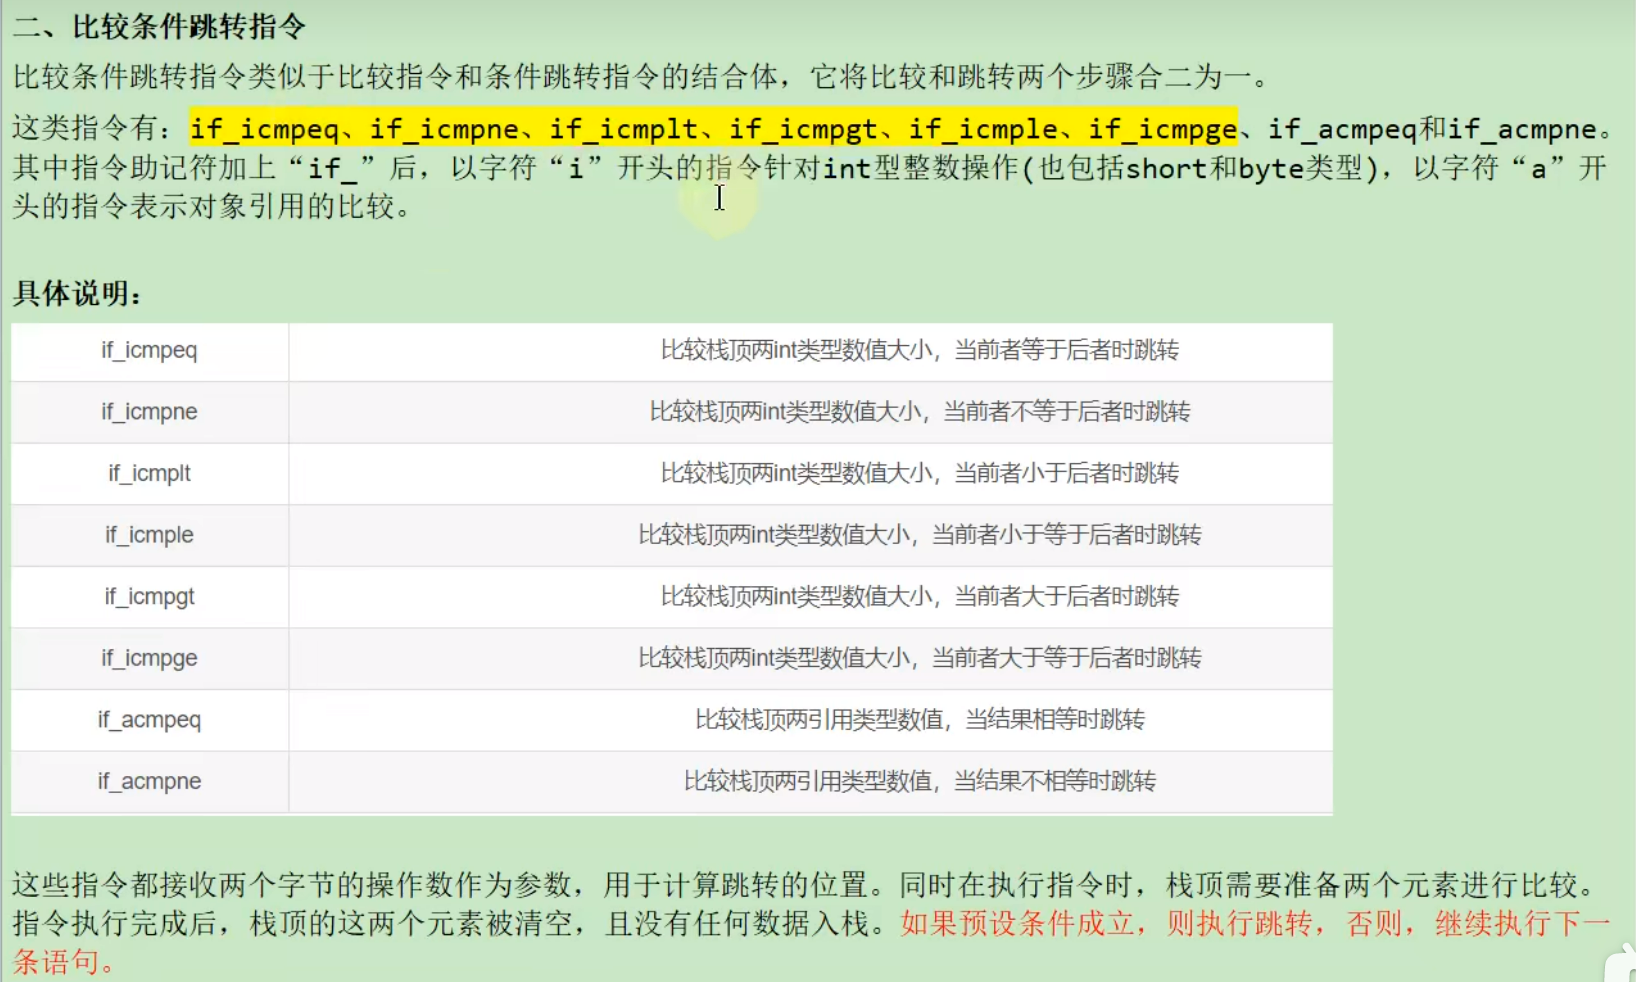 二、比较条件跳转指令
比较条件跳转指令类似于比较指令和条件跳转指令的结合体，它将比较和跳转两个步骤合二为一。
这类指令有：if_icmpeq、if_icmpne、if_icmplt、if_icmpgt、if_icmple、if_icmpge、if_acmpeq和if_acmpne。
其中指令助记符加上“if_”后，以字符“i”开头的指令针对int型整数操作(也包括short和byte类型)，以字符“a”开
头的指令表示对象引用的比较。
具体说明：
if_icmpeq 比较栈顶两int类型数值大小，当前者等于后者时跳转
if_icmpne 比较栈顶两int类型数值大小，当前者不等于后者时跳转
if_icmplt 比较栈顶两int类型数值大小，当前者小于后者时跳转
if_icmple 比较栈顶两int类型数值大小，当前者小于等于后者时跳转
if_icmpgt 比较栈顶两int类型数值大小，当前者大于后者时跳转
if_icmpge 比较栈顶两int类型数值大小，当前者大于等于后者时跳转
if_acmpeq 比较栈顶两引用类型数值，当结果相等时跳转
if_acmpne 比较栈顶两引用类型数值，当结果不相等时跳转
这些指令都接收两个字节的操作数作为参数，用于计算跳转的位置。同时在执行指令时，栈顶需要准备两个元素进行比较。
指令执行完成后，栈顶的这两个元素被清空，且没有任何数据入栈。如果预设条件成立，则执行跳转，否则，继续执行下一
条语句。